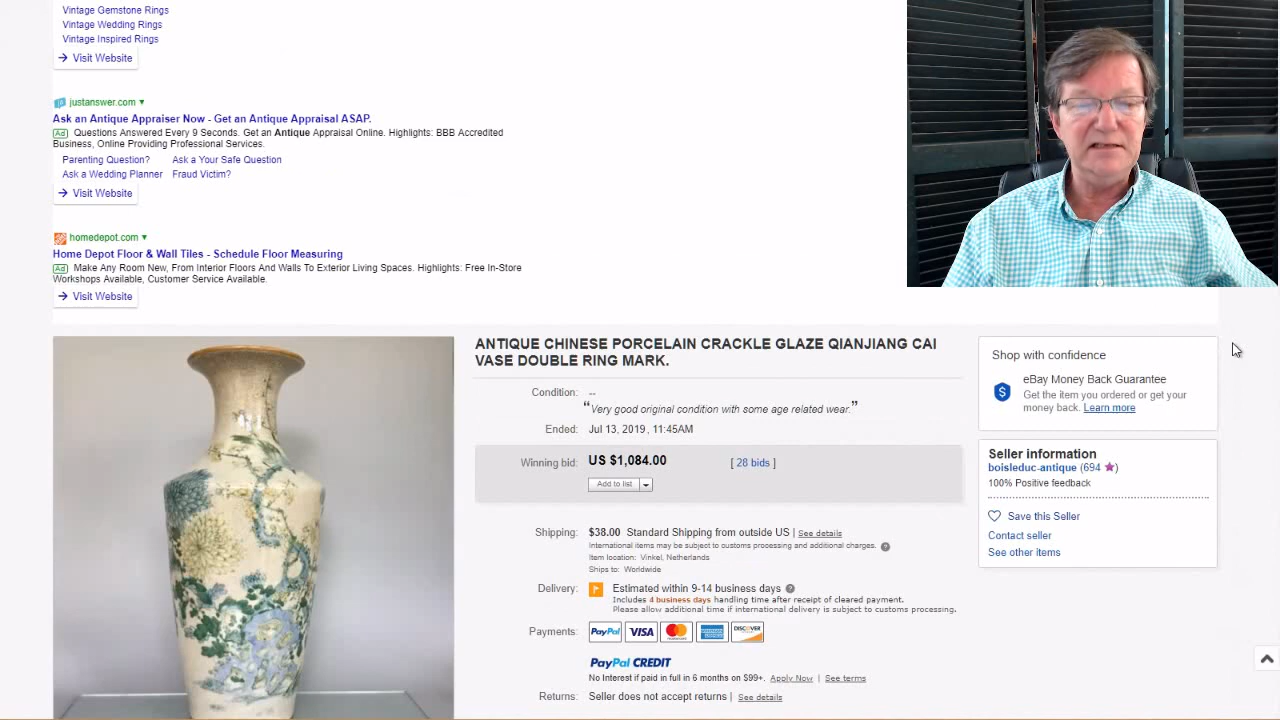 Vintage Gemstone Rings
Vintage Wedding Rings
Vintage Inspired Rings
Visit Website
justanswer.com
Ask an Antique Appraiser Now - Get an Antique Appraisal ASAP.
Ad Questions Answered Every 9 Seconds. Get an Antique Appraisal Online. Highlights: BBB Accredited
Business, Online Providing Professional Services.
Parenting Question? Ask a Your Safe Question
Ask a Wedding Planner Fraud Victim?
Visit Website
homedepot.com
Home Depot Floor & Wall Tiles - Schedule Floor Measuring
Ad Make Any Room New, From Interior Floors And Walls To Exterior Living Spaces. Highlights: Free In-Store
Workshops Available, Customer Service Available.
Visit Website
ANTIQUE CHINESE PORCELAIN CRACKLE GLAZE QIANJIANG CAI
VASE DOUBLE RING MARK.
Condition: --
“Very good original condition with some age related wear.”
Ended: Jul 13, 2019 , 11:45AM
Winning bid: US $1,084.00 [ 28 bids ]
Add to list
Shipping: $38.00 Standard Shipping from outside US | See details
International items may be subject to customs processing and additional charges.
Item location: Vinkel, Netherlands
Ships to: Worldwide
Delivery: Estimated within 9-14 business days
Includes 4 business days handling time after receipt of cleared payment.
Please allow additional time if international delivery is subject to customs processing.
Payments: PayPal VISA MasterCard AMERICAN EXPRESS DISCOVER
PayPal CREDIT
No Interest if paid in full in 6 months on $99+. Apply Now | See terms
Returns: Seller does not accept returns | See details
Shop with confidence
eBay Money Back Guarantee
Get the item you ordered or get your
money back. Learn more
Seller information
boisleduc-antique (694 ★)
100% Positive feedback
Save this Seller
Contact seller
See other items